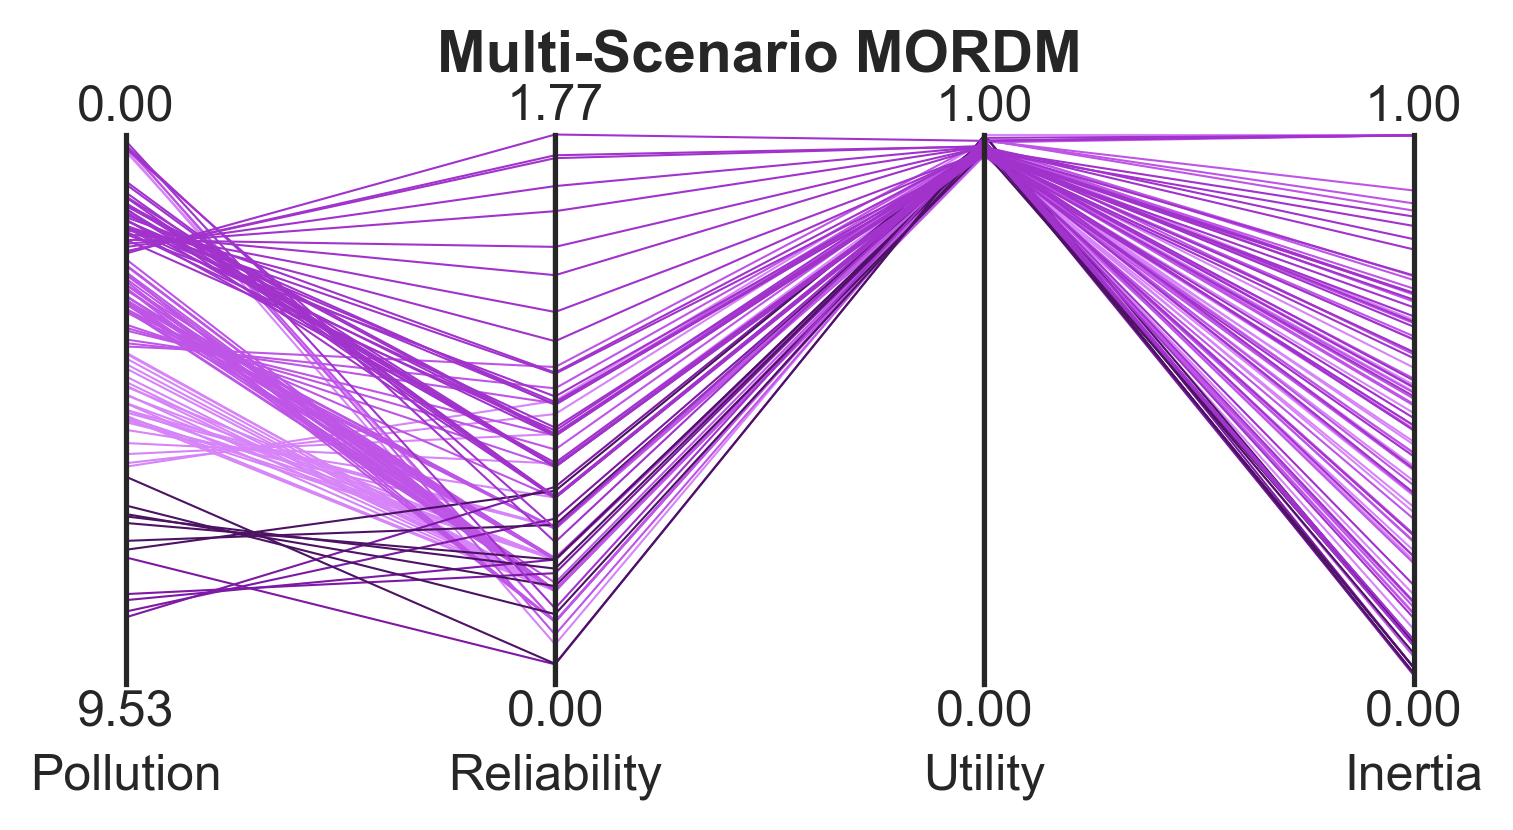 Multi-Scenario MORDM
0.00 1.77 1.00 1.00
9.53 0.00 0.00 0.00
Pollution Reliability Utility Inertia